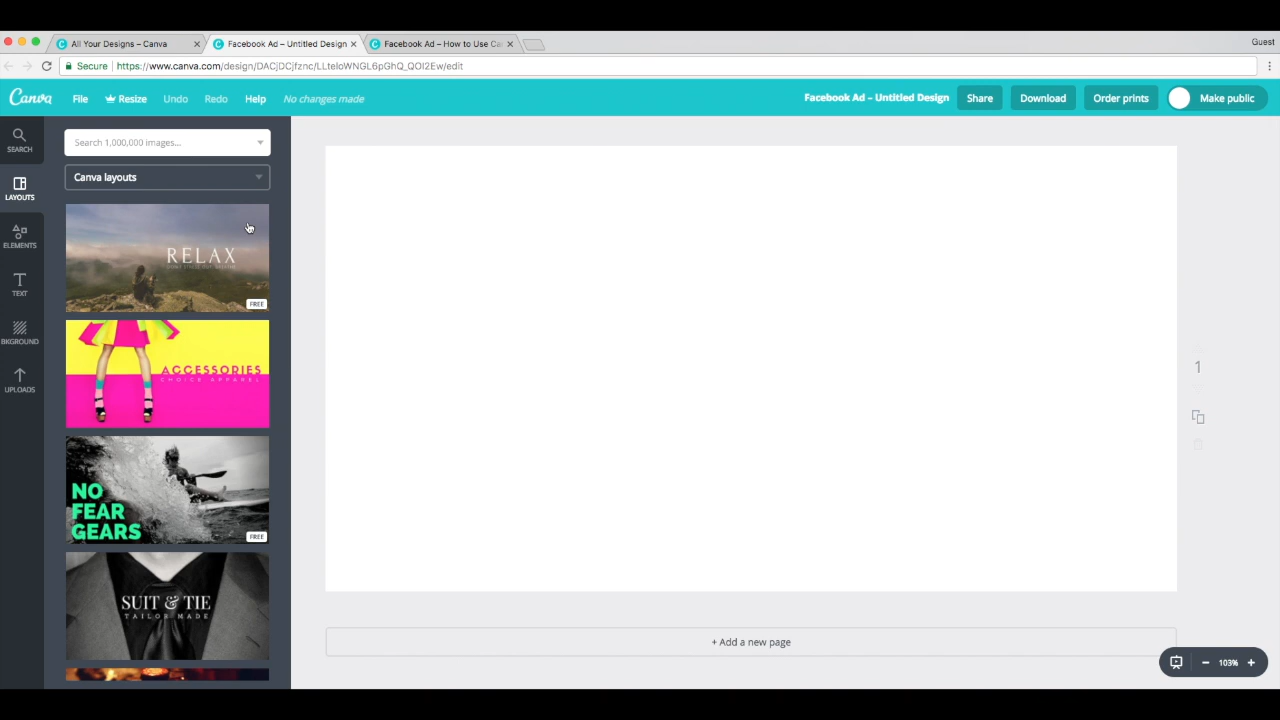 All Your Designs – Canva
Facebook Ad – Untitled Design
Facebook Ad – How to Use Ca
Guest
Secure
https://www.canva.com/design/DACjDCjfznc/LLteloWNGL6pGhQ_QOI2Ew/edit
Canva
File
Resize
Undo
Redo
Help
No changes made
Facebook Ad – Untitled Design
Share
Download
Order prints
Make public
SEARCH
LAYOUTS
ELEMENTS
TEXT
BKGROUND
UPLOADS
Search 1,000,000 images...
Canva layouts
RELAX
FREE
ACCESSORIES
CHOICE APPAREL
NO
FEAR
GEARS
FREE
SUIT & TIE
TAILOR MADE
1
+ Add a new page
103%